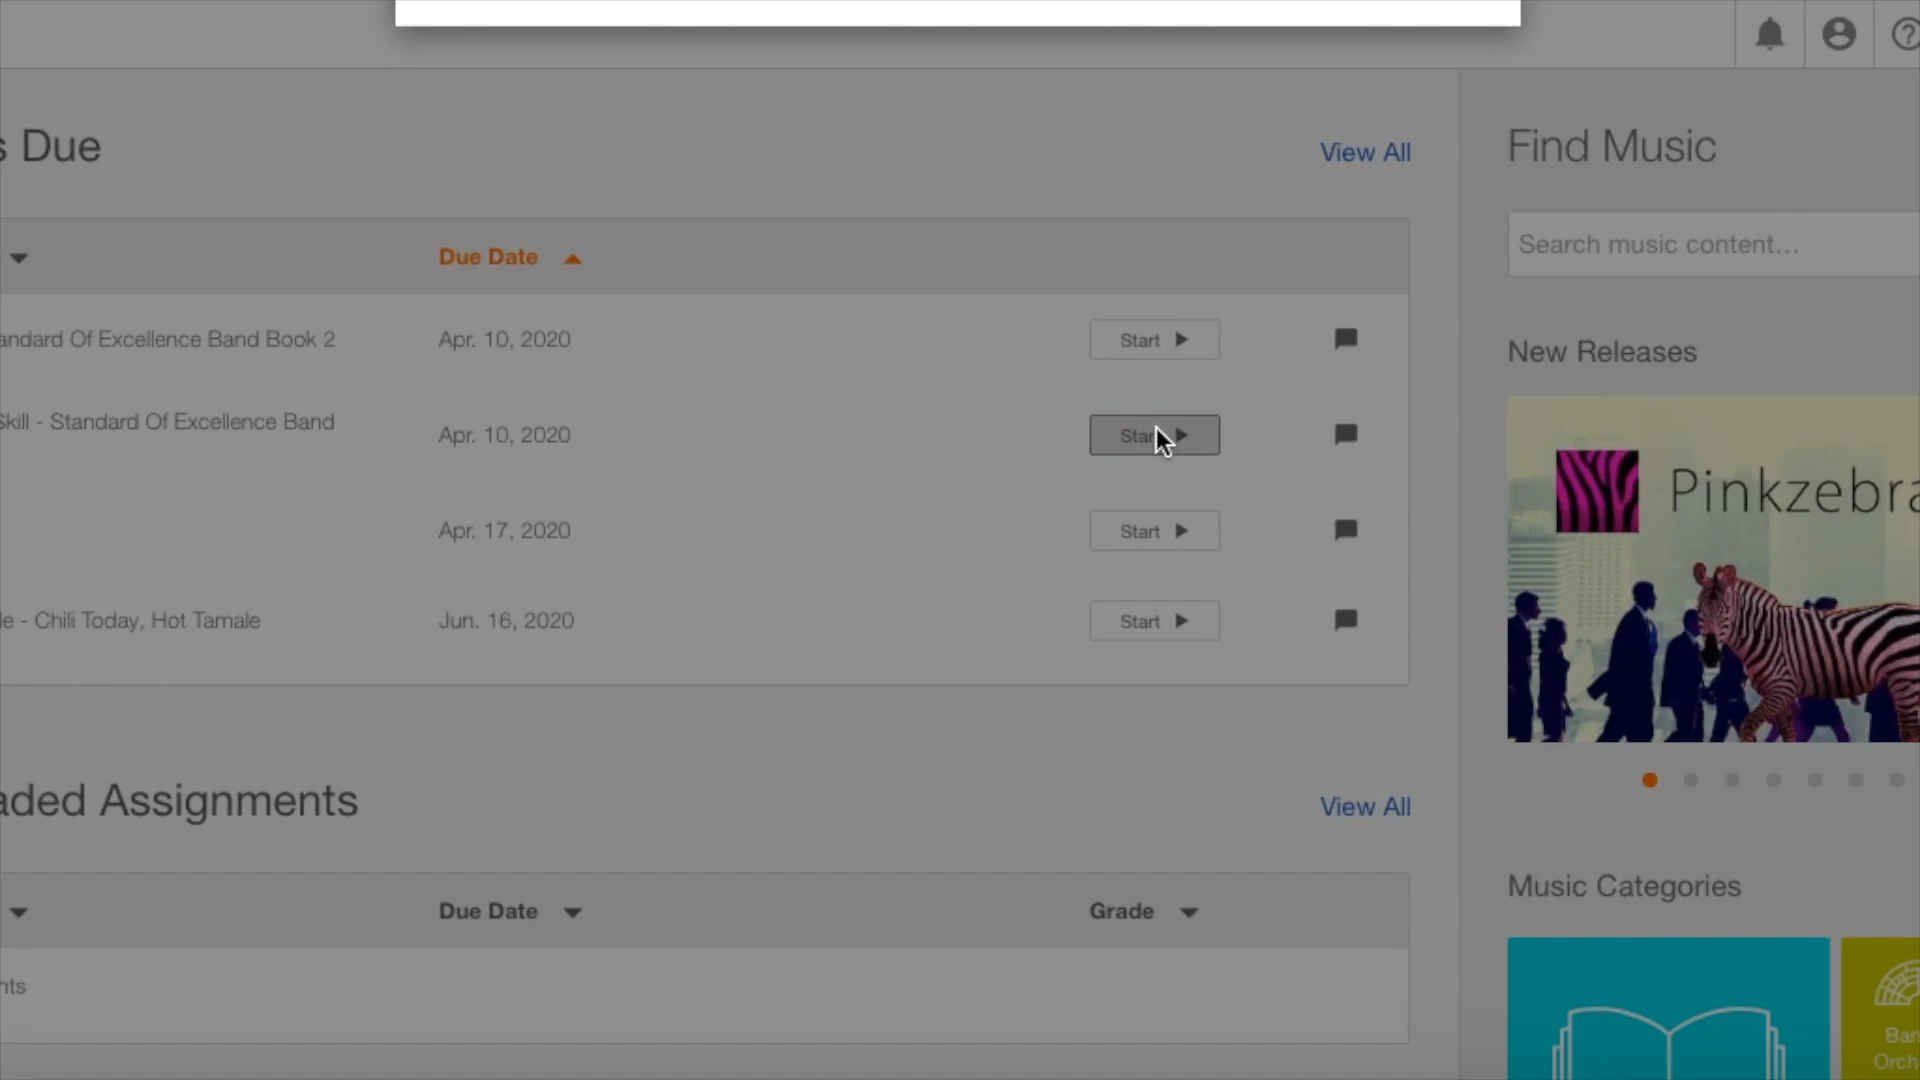 s Due
View All
Due Date
andard Of Excellence Band Book 2
Apr. 10, 2020
Start
Skill - Standard Of Excellence Band
Apr. 10, 2020
Start
Apr. 17, 2020
Start
le - Chili Today, Hot Tamale
Jun. 16, 2020
Start
aded Assignments
View All
Due Date
Grade
nts
Find Music
Search music content...
New Releases
Pinkzebra
Music Categories
Ban
Orch